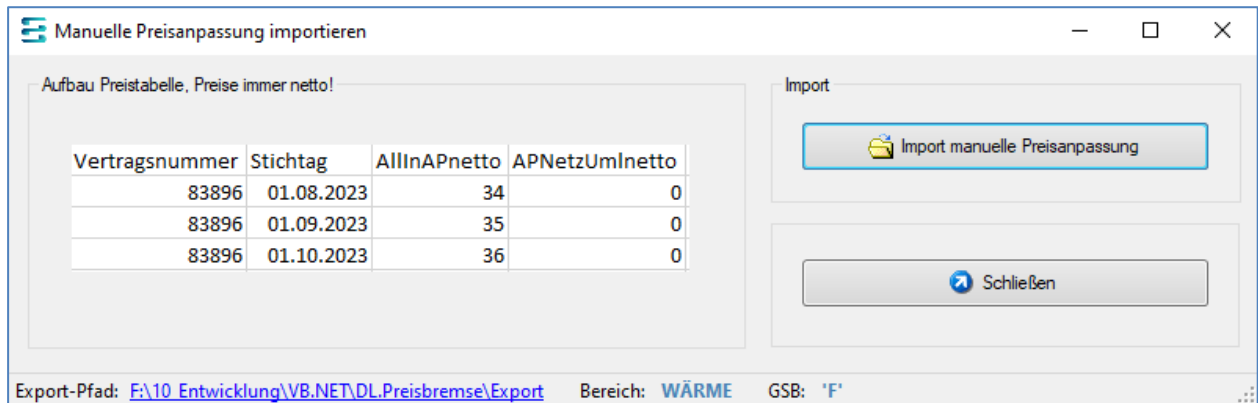 Manuelle Preisanpassung importieren
Aufbau Preistabelle, Preise immer netto!
Vertragsnummer Stichtag AllInAPnetto APNetzUmlnetto
83896 01.08.2023 34 0
83896 01.09.2023 35 0
83896 01.10.2023 36 0
Import
Import manuelle Preisanpassung
Schließen
Export-Pfad: F:\10 Entwicklung\VB.NET\DL.Preisbremse\Export Bereich: WÄRME GSB: 'F'